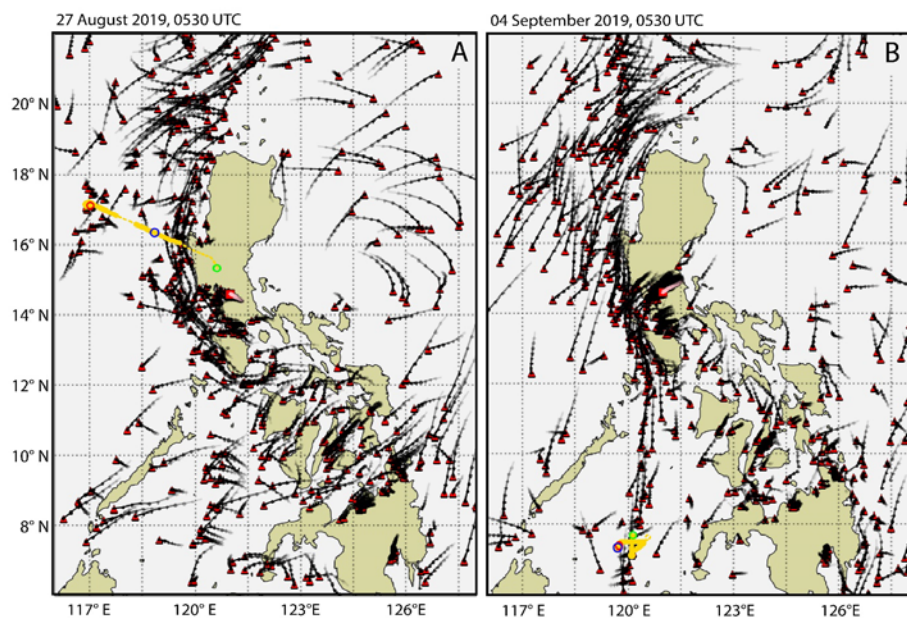 27 August 2019, 0530 UTC
04 September 2019, 0530 UTC
A
B
20° N
18° N
16° N
14° N
12° N
10° N
8° N
117° E
120° E
123° E
126° E
117° E
120° E
123° E
126° E